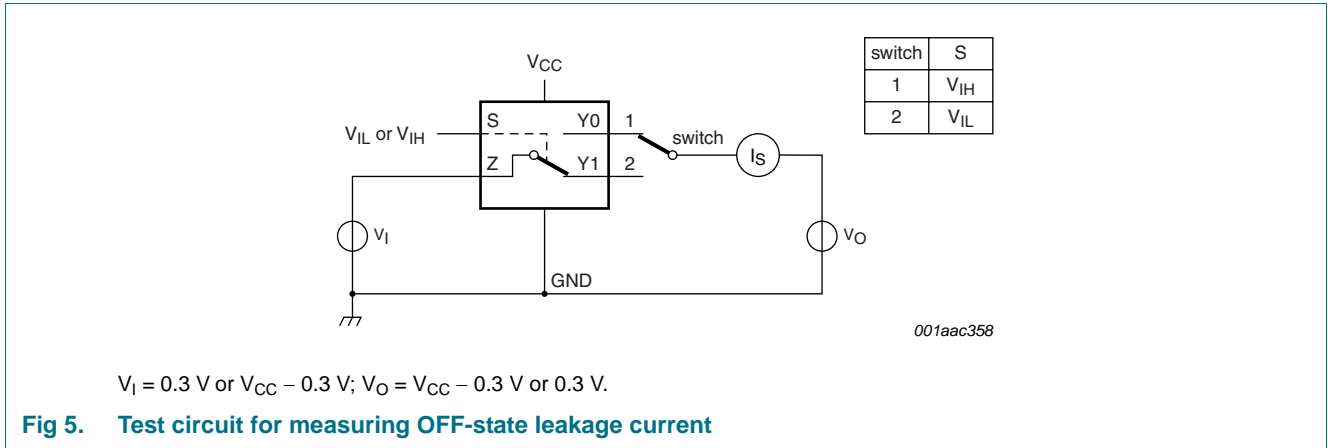 switch S
1 VIH
2 VIL
VCC
VIL or VIH
S Y0 1
switch
IS
Z Y1 2
VI
VO
GND
001aac358
VI = 0.3 V or VCC − 0.3 V; VO = VCC − 0.3 V or 0.3 V.
Fig 5. Test circuit for measuring OFF-state leakage current